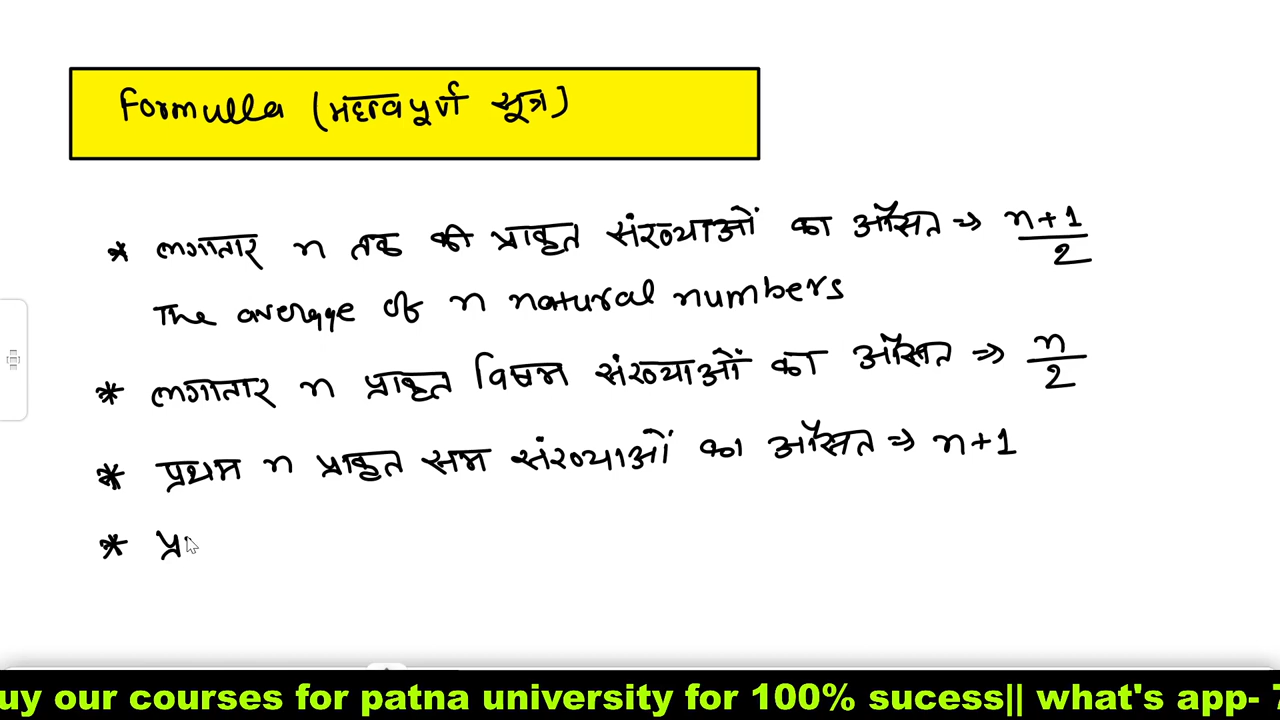 Formulla (महत्वपूर्ण सूत्र)
* लगातार n तक की प्राकृत संख्याओं का औसत ⇒ n+1/2
The average of n natural numbers
* लगातार n प्राकृत विषम संख्याओं का औसत ⇒ n/2
* प्रथम n प्राकृत सम संख्याओं का औसत ⇒ n+1
* प्र
uy our courses for patna university for 100% sucess|| what's app- 7